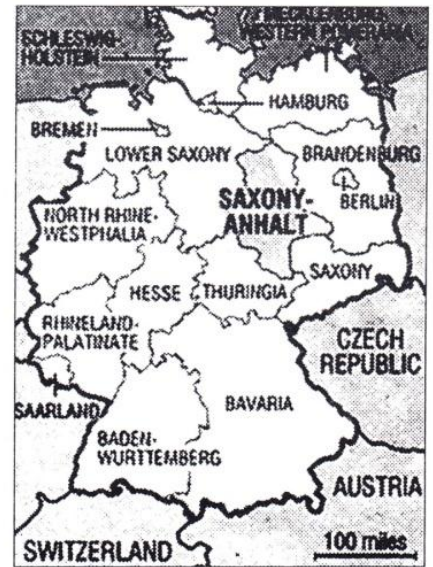 MECKLENBURG-
WESTERN POMERANIA
SCHLESWIG-
HOLSTEIN
HAMBURG
BREMEN
LOWER SAXONY
BRANDENBURG
BERLIN
SAXONY-
ANHALT
NORTH RHINE-
WESTPHALIA
SAXONY
HESSE
THURINGIA
RHINELAND-
PALATINATE
CZECH
REPUBLIC
SAARLAND
BAVARIA
BADEN-
WURTTEMBERG
AUSTRIA
SWITZERLAND
100 miles